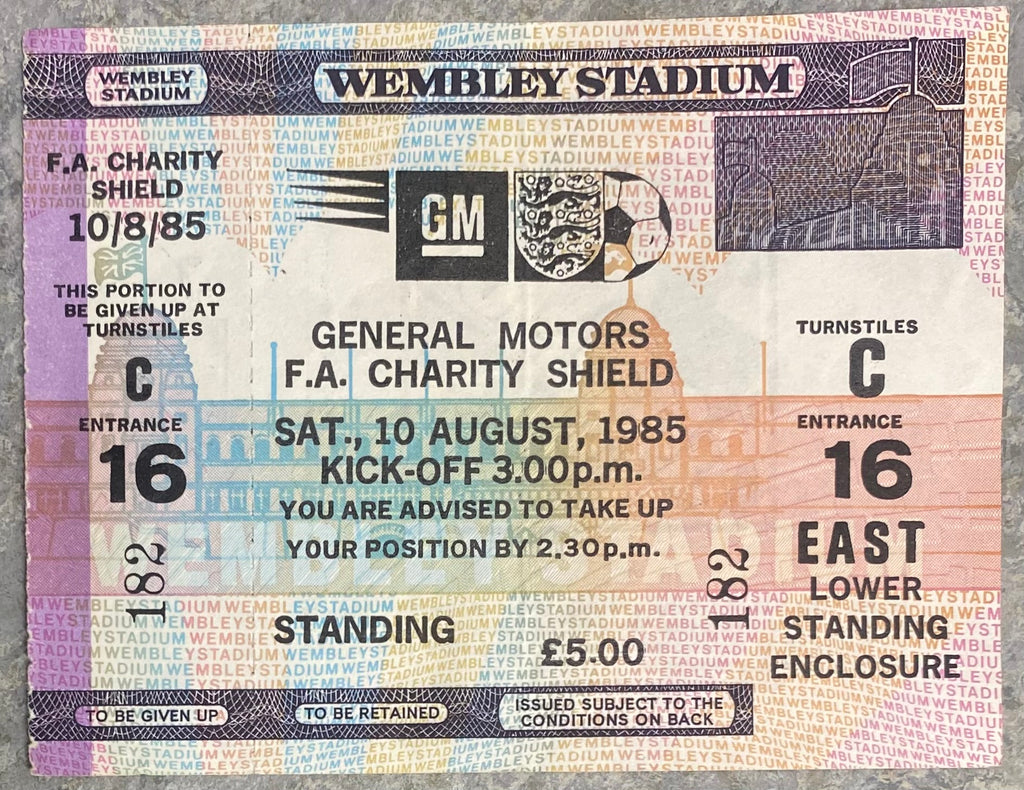 WEMBLEY
STADIUM
F.A. CHARITY
SHIELD
10/8/85
THIS PORTION TO
BE GIVEN UP AT
TURNSTILES
C
ENTRANCE
16
182
TO BE GIVEN UP
WEMBLEY STADIUM
GM
GENERAL MOTORS
F.A. CHARITY SHIELD
SAT., 10 AUGUST, 1985
KICK-OFF 3.00p.m.
YOU ARE ADVISED TO TAKE UP
YOUR POSITION BY 2.30p.m.
WEMBLEY STADIUM
STANDING
£5.00
TO BE RETAINED
ISSUED SUBJECT TO THE
CONDITIONS ON BACK
TURNSTILES
C
ENTRANCE
16
182
EAST
LOWER
STANDING
ENCLOSURE